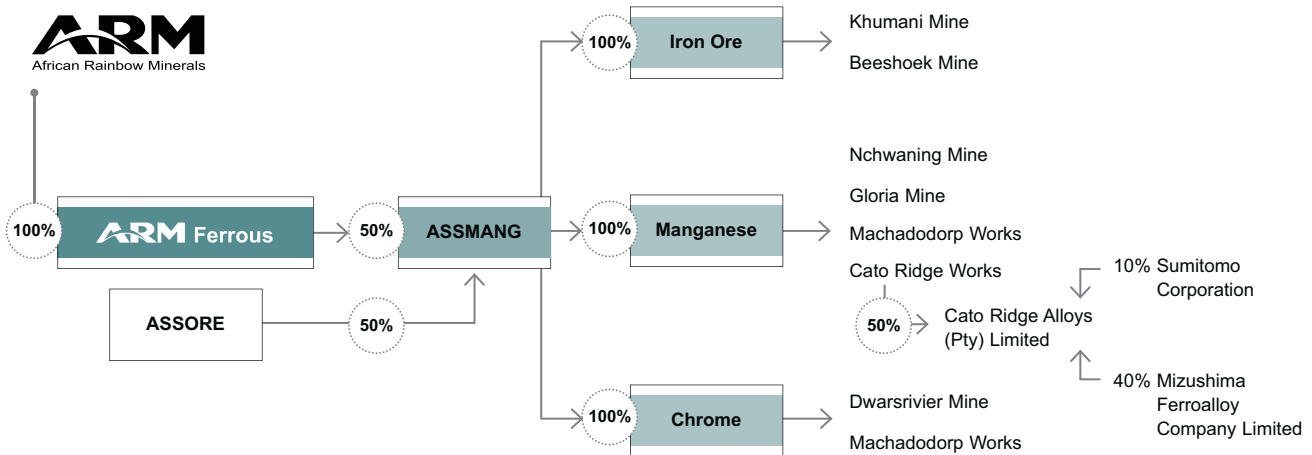 ARM
African Rainbow Minerals
100%
ARM Ferrous
50%
ASSMANG
ASSORE
50%
100%
Iron Ore
Khumani Mine
Beeshoek Mine
100%
Manganese
Nchwaning Mine
Gloria Mine
Machadodorp Works
Cato Ridge Works
50%
Cato Ridge Alloys
(Pty) Limited
10% Sumitomo
Corporation
40% Mizushima
Ferroalloy
Company Limited
100%
Chrome
Dwarsrivier Mine
Machadodorp Works